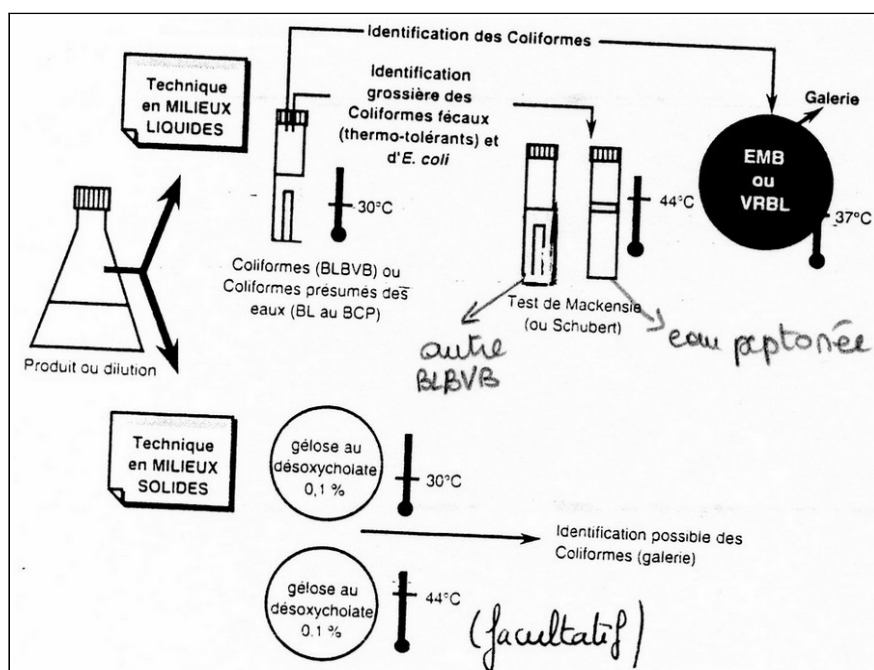 Identification des Coliformes
Technique
en MILIEUX
LIQUIDES
Identification
grossière des
Coliformes fécaux
(thermo-tolérants) et
d'E. coli
Galerie
EMB
ou
VRBL
30°C
44°C
37°C
Coliformes (BLBVB) ou
Coliformes présumés des
eaux (BL au BCP)
Test de Mackensie
(ou Schubert)
autre
BLBVB
eau peptonée
Produit ou dilution
Technique
en MILIEUX
SOLIDES
gélose au
désoxycholate
0,1 %
30°C
Identification possible des
Coliformes (galerie)
gélose au
désoxycholate
0.1 %
44°C
(facultatif)